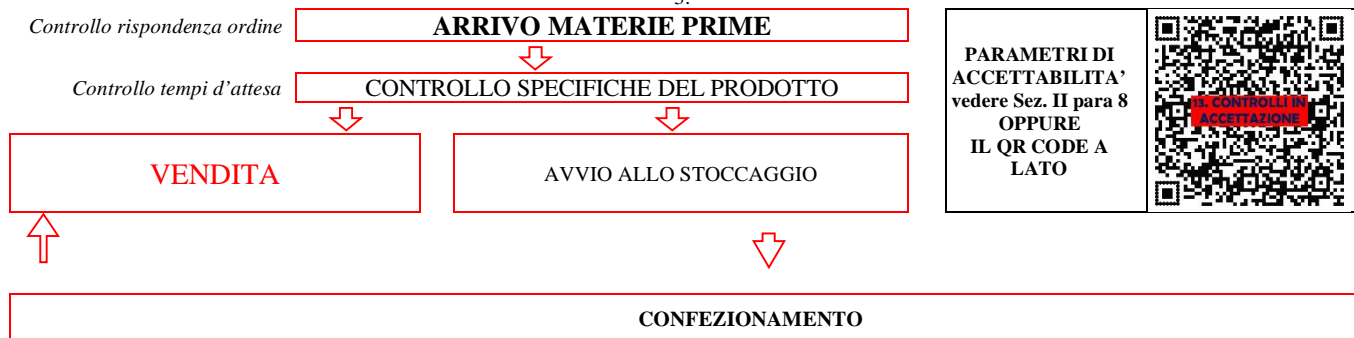 3.
Controllo rispondenza ordine
ARRIVO MATERIE PRIME
Controllo tempi d'attesa
CONTROLLO SPECIFICHE DEL PRODOTTO
VENDITA
AVVIO ALLO STOCCAGGIO
PARAMETRI DI
ACCETTABILITA'
vedere Sez. II para 8
OPPURE
IL QR CODE A
LATO
13. CONTROLLI IN
ACCETTAZIONE
CONFEZIONAMENTO